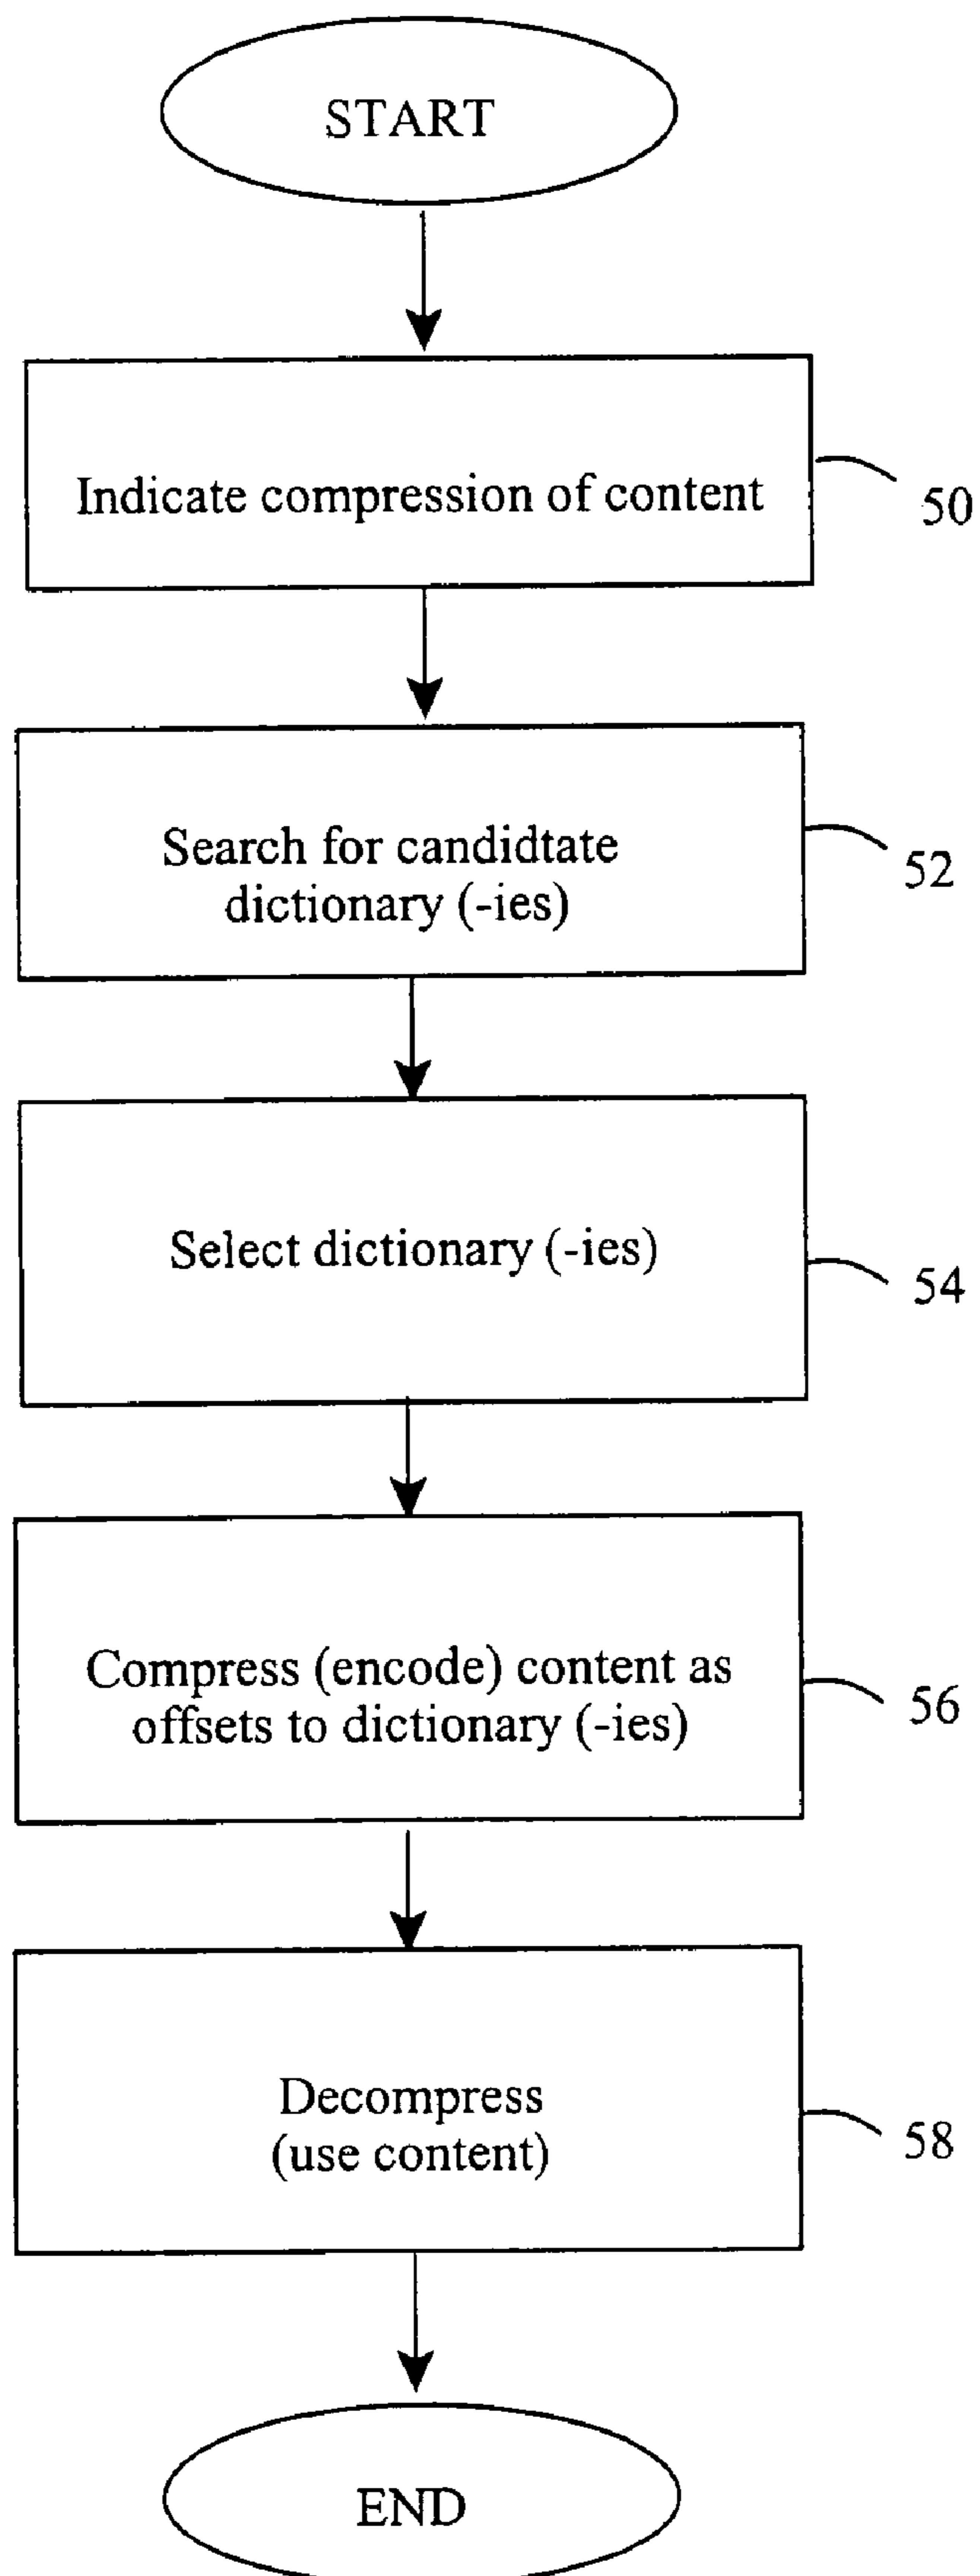 START
Indicate compression of content
50
Search for candidtate
dictionary (-ies)
52
Select dictionary (-ies)
54
Compress (encode) content as
offsets to dictionary (-ies)
56
Decompress
(use content)
58
END